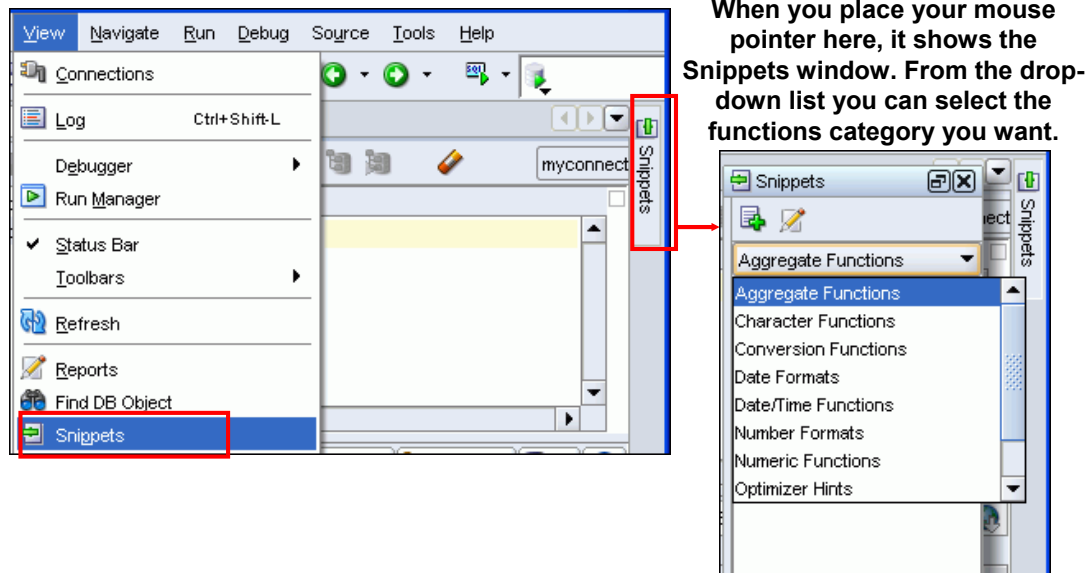 When you place your mouse
pointer here, it shows the
Snippets window. From the drop-
down list you can select the
functions category you want.
View Navigate Run Debug Source Tools Help
Connections
Log Ctrl+Shift-L
Debugger
Run Manager
Status Bar
Toolbars
Refresh
Reports
Find DB Object
Snippets
SQL
myconnect
Snippets
Snippets
Aggregate Functions
Aggregate Functions
Character Functions
Conversion Functions
Date Formats
Date/Time Functions
Number Formats
Numeric Functions
Optimizer Hints
ect
Snippets